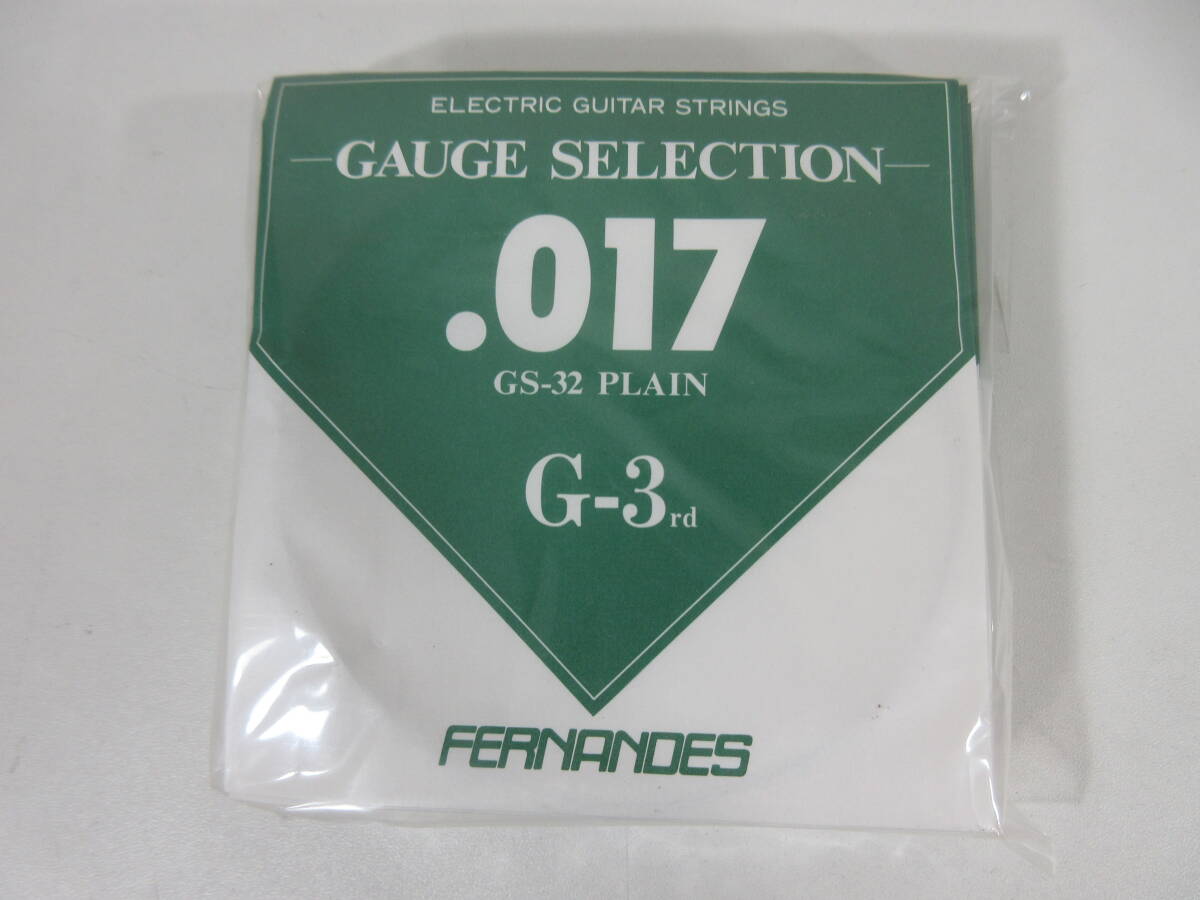 ELECTRIC GUITAR STRINGS
GAUGE SELECTION
.017
GS-32 PLAIN
G-3rd
FERNANDES